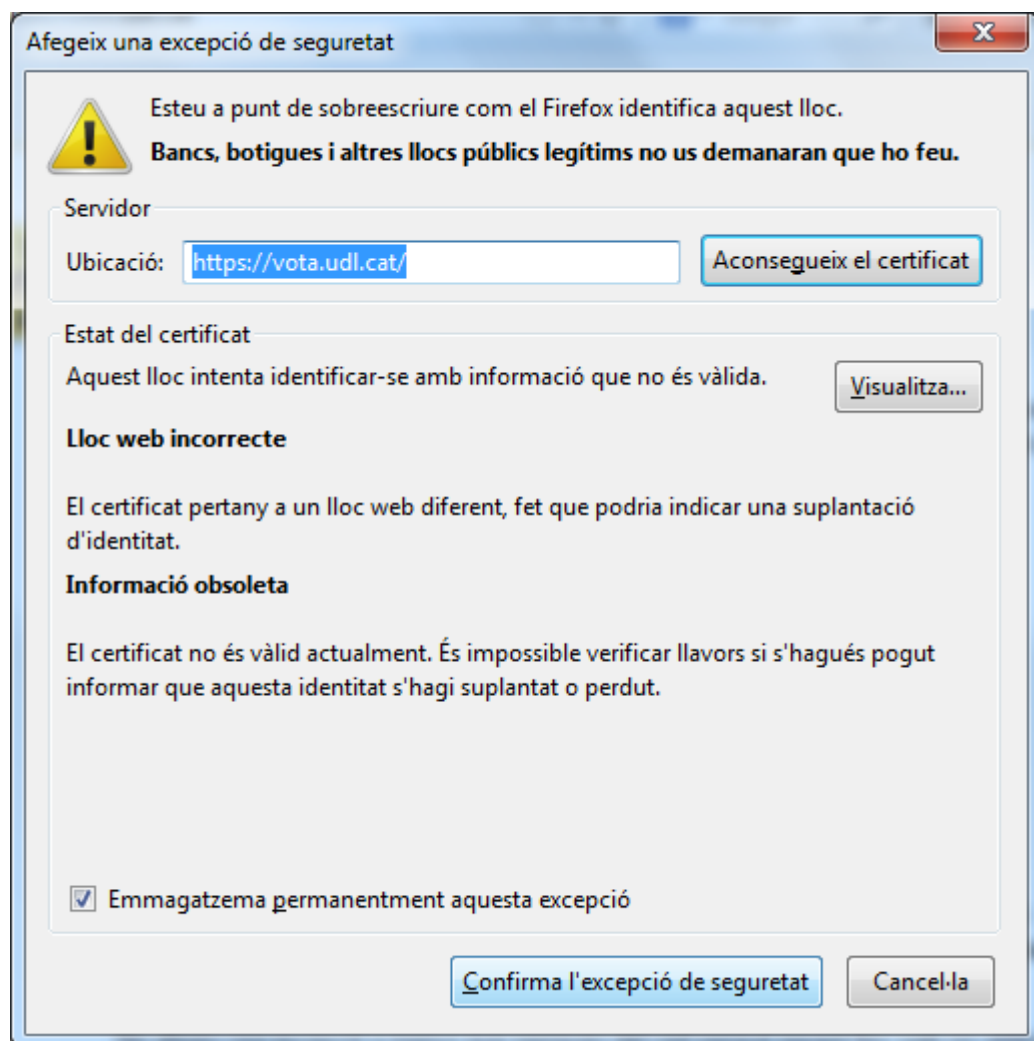 Afegeix una excepció de seguretat
Esteu a punt de sobreescriure com el Firefox identifica aquest lloc.
Bancs, botigues i altres llocs públics legítims no us demanaran que ho feu.
Servidor
Ubicació: https://vota.udl.cat/ Aconsegueix el certificat
Estat del certificat
Aquest lloc intenta identificar-se amb informació que no és vàlida. Visualitza...
Lloc web incorrecte
El certificat pertany a un lloc web diferent, fet que podria indicar una suplantació
d'identitat.
Informació obsoleta
El certificat no és vàlid actualment. És impossible verificar llavors si s'hagués pogut
informar que aquesta identitat s'hagi suplantat o perdut.
Emmagatzema permanentment aquesta excepció
Confirma l'excepció de seguretat Cancel·la